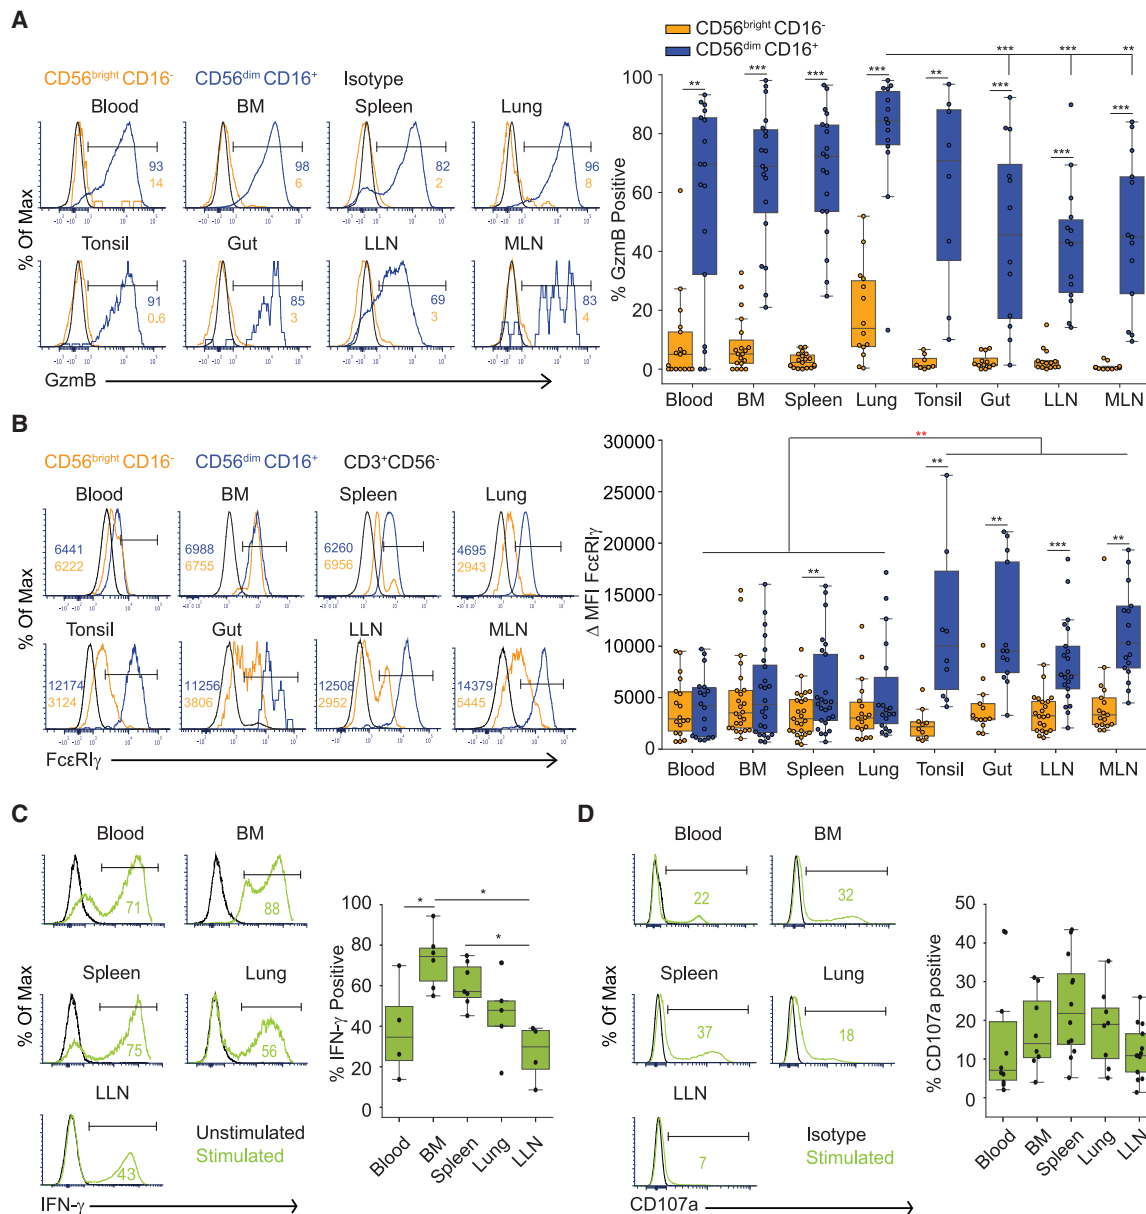 A
CD56bright CD16-
CD56dim CD16+
Isotype
Blood
BM
Spleen
Lung
93
14
98
6
82
2
96
8
Tonsil
Gut
LLN
MLN
91
0.6
85
3
69
3
83
4
% Of Max
GzmB
CD56bright CD16-
CD56dim CD16+
*** *** **
** *** *** *** ** *** *** ***
% GzmB Positive
100
80
60
40
20
0
Blood BM Spleen Lung Tonsil Gut LLN MLN
B
CD56bright CD16-
CD56dim CD16+
CD3+CD56-
Blood
BM
Spleen
Lung
6441
6222
6988
6755
6260
6956
4695
2943
Tonsil
Gut
LLN
MLN
12174
3124
11256
3806
12508
2952
14379
5445
% Of Max
FcεRIγ
**
** ** ** *** **
Δ MFI FcεRIγ
30000
25000
20000
15000
10000
5000
0
Blood BM Spleen Lung Tonsil Gut LLN MLN
C
Blood
BM
71
88
Spleen
Lung
75
56
LLN
43
% Of Max
Unstimulated
Stimulated
IFN-γ
* *
*
% IFN-γ Positive
100
80
60
40
20
0
Blood
BM
Spleen
Lung
LLN
D
Blood
BM
22
32
Spleen
Lung
37
18
LLN
7
% Of Max
Isotype
Stimulated
CD107a
% CD107a positive
50
40
30
20
10
0
Blood
BM
Spleen
Lung
LLN